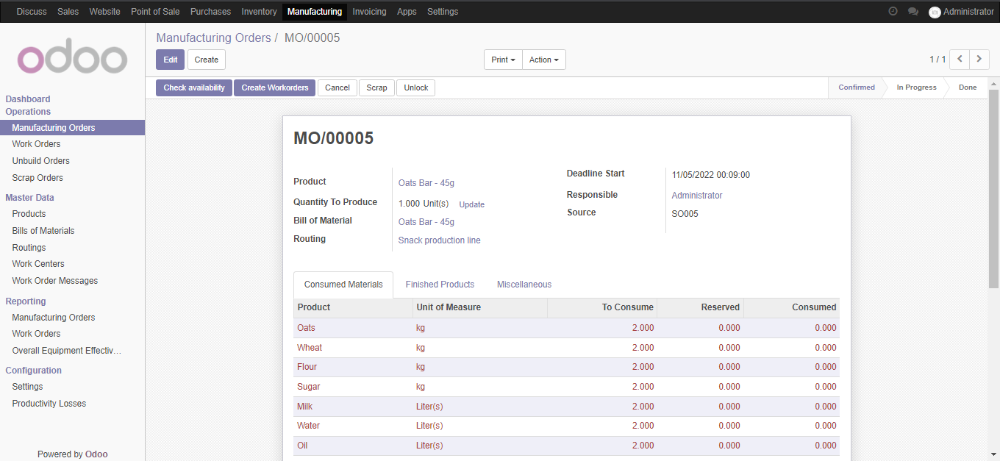 Discuss Sales Website Point of Sale Purchases Inventory Manufacturing Invoicing Apps Settings Administrator
odoo
Dashboard
Operations
Manufacturing Orders
Work Orders
Unbuild Orders
Scrap Orders
Master Data
Products
Bills of Materials
Routings
Work Centers
Work Order Messages
Reporting
Manufacturing Orders
Work Orders
Overall Equipment Effectiv…
Configuration
Settings
Productivity Losses
Powered by Odoo
Manufacturing Orders / MO/00005
Edit Create Print Action 1 / 1
Check availability Create Workorders Cancel Scrap Unlock Confirmed In Progress Done
MO/00005
Product Oats Bar - 45g
Quantity To Produce 1.000 Unit(s) Update
Bill of Material Oats Bar - 45g
Routing Snack production line
Deadline Start 11/05/2022 00:09:00
Responsible Administrator
Source SO005
Consumed Materials Finished Products Miscellaneous
Product Unit of Measure To Consume Reserved Consumed
Oats kg 2.000 0.000 0.000
Wheat kg 2.000 0.000 0.000
Flour kg 2.000 0.000 0.000
Sugar kg 2.000 0.000 0.000
Milk Liter(s) 2.000 0.000 0.000
Water Liter(s) 2.000 0.000 0.000
Oil Liter(s) 2.000 0.000 0.000